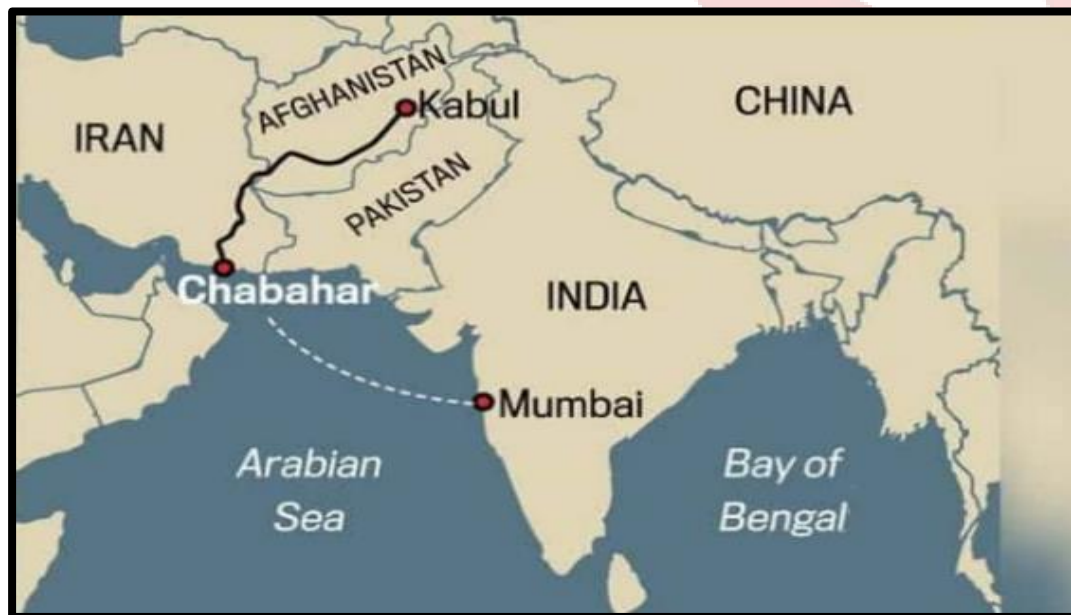 AFGHANISTAN
Kabul
CHINA
IRAN
PAKISTAN
Chabahar
INDIA
Mumbai
Arabian
Sea
Bay of
Bengal